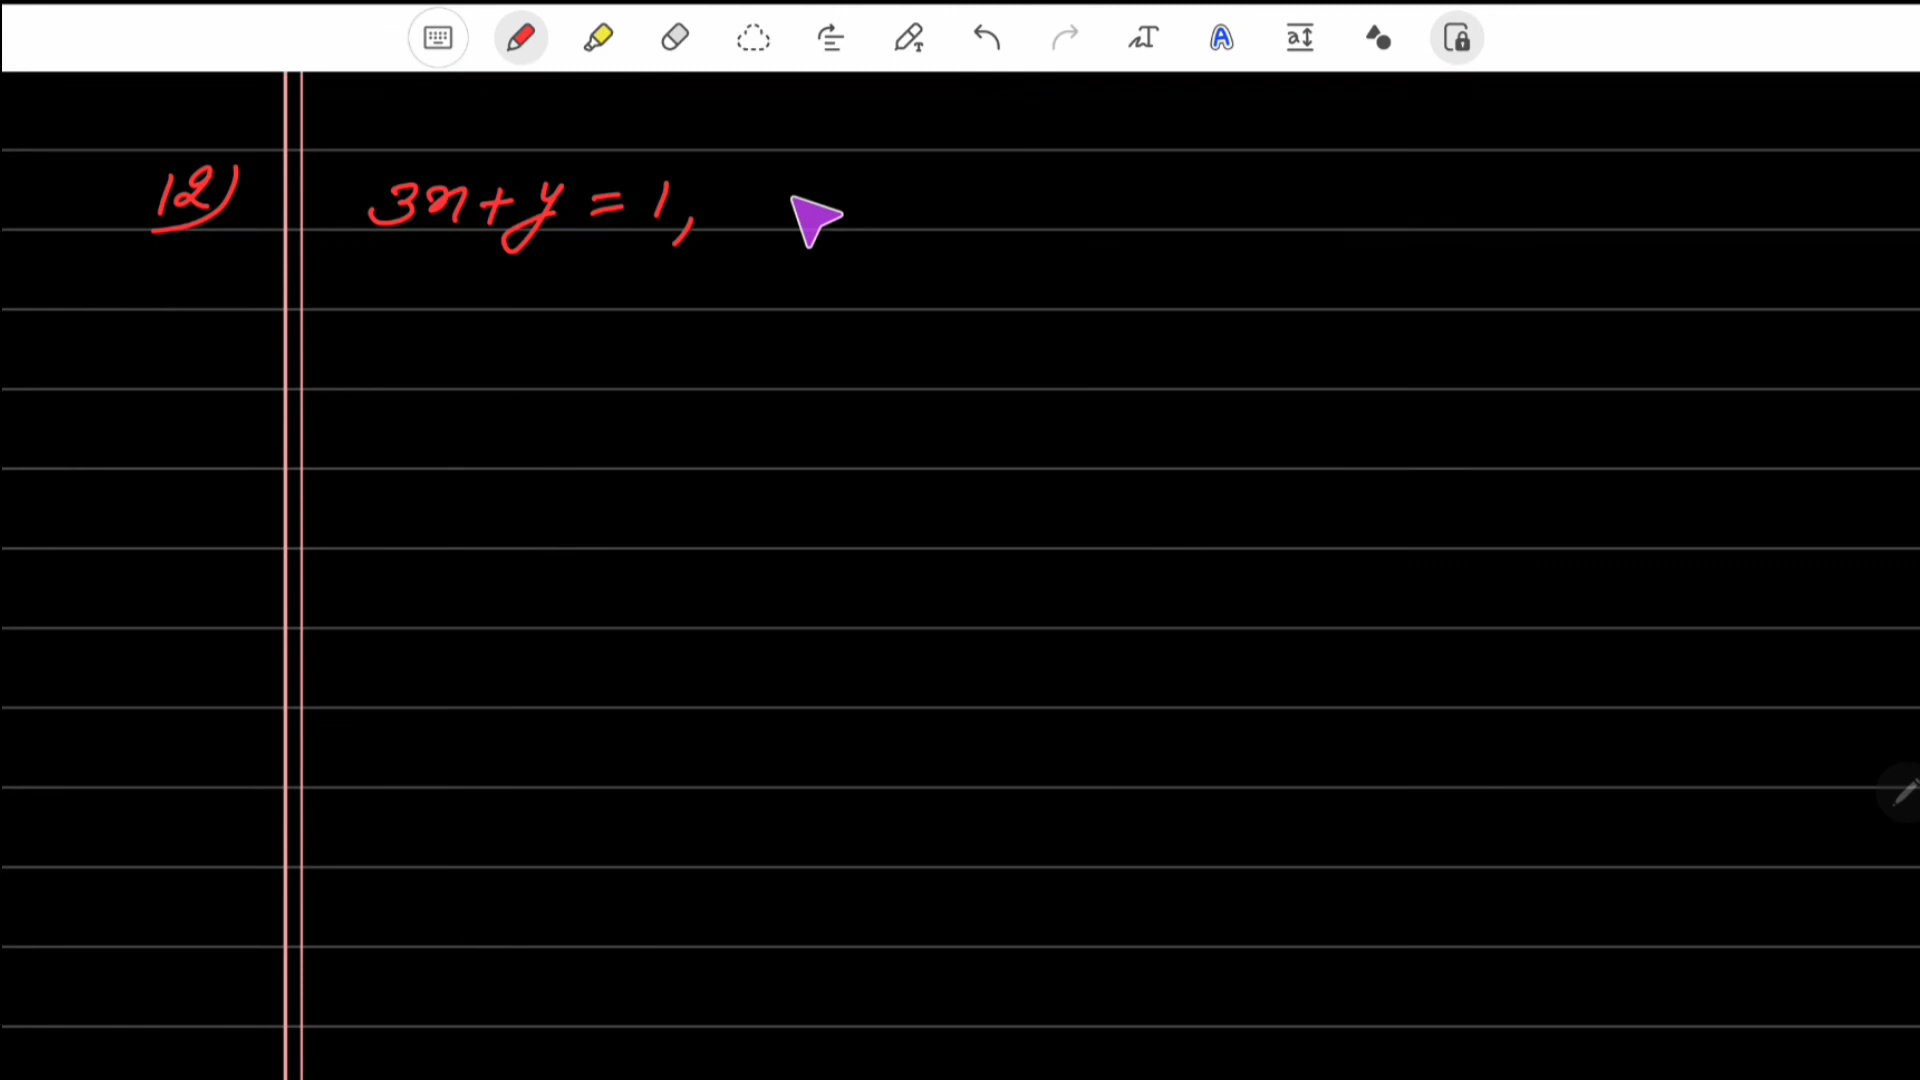 12) 3x+y = 1,